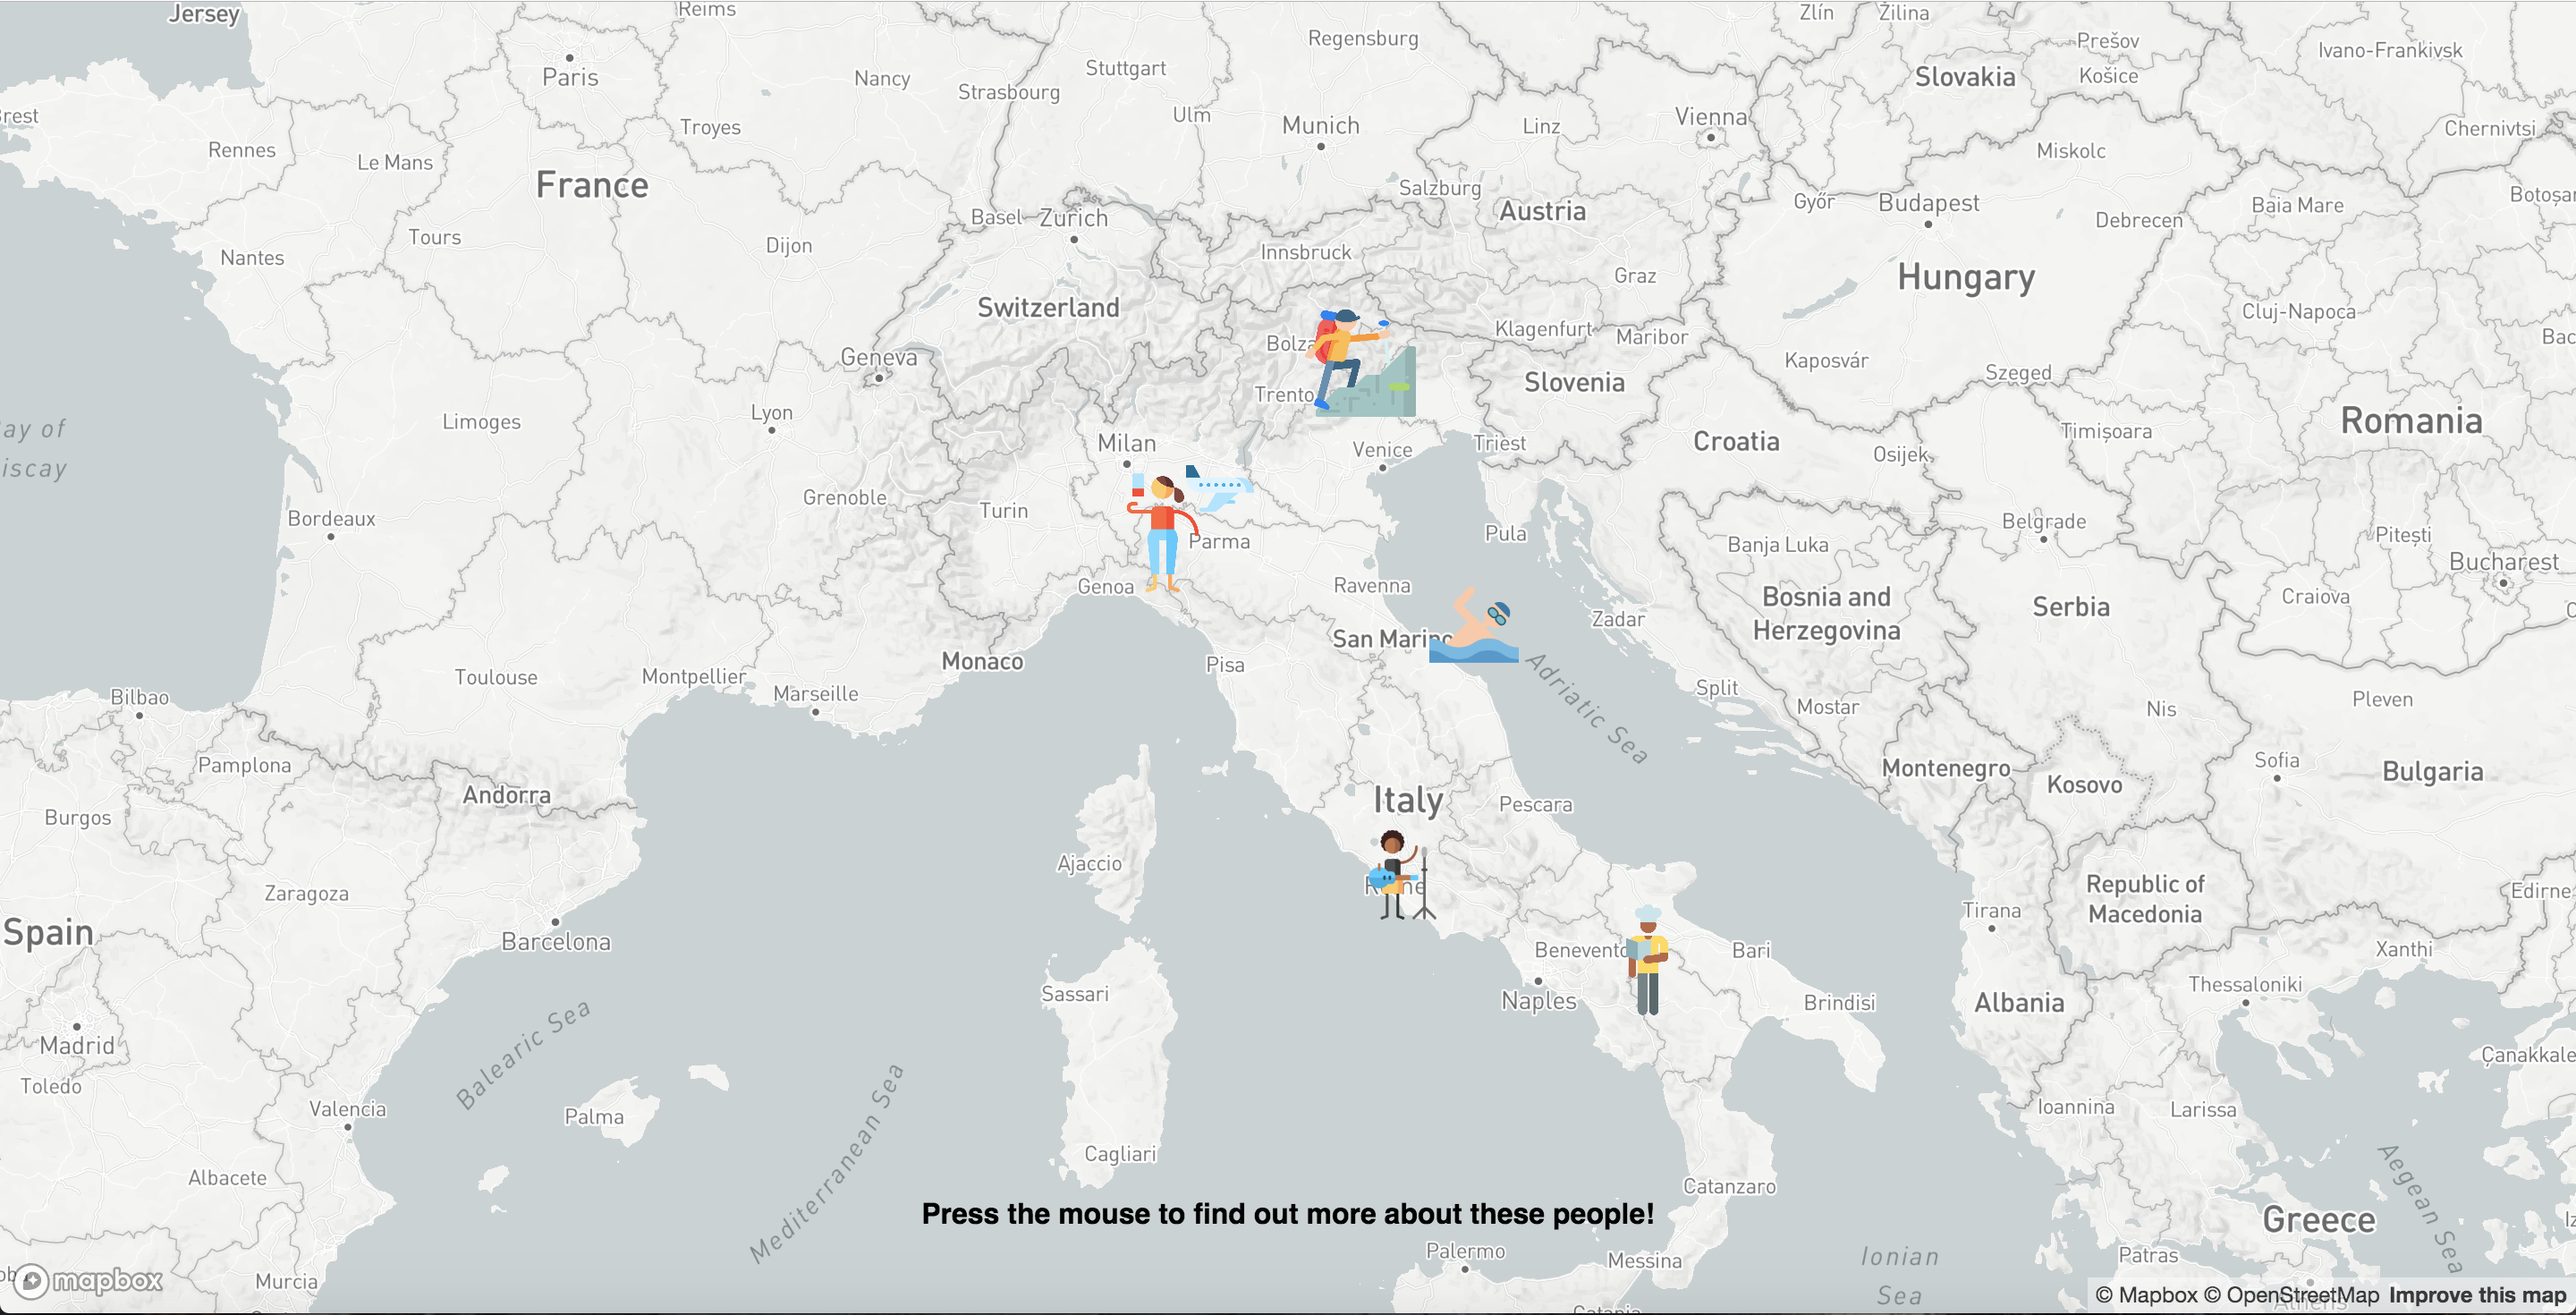 Jersey
Reims
Zlín
Žilina
Regensburg
Prešov
Ivano-Frankivsk
Paris
Nancy
Stuttgart
Slovakia
Košice
Strasbourg
Ulm
Munich
Linz
Vienna
Chernivtsi
Troyes
Rennes
Le Mans
Miskolc
France
Salzburg
Austria
Győr
Budapest
Debrecen
Baia Mare
Basel
Zurich
Tours
Dijon
Nantes
Innsbruck
Graz
Hungary
Switzerland
Cluj-Napoca
Klagenfurt
Maribor
Geneva
Kaposvár
Szeged
Slovenia
Trento
Lyon
Limoges
Romania
Milan
Venice
Triest
Croatia
Osijek
Timișoara
Grenoble
Turin
Bordeaux
Parma
Pula
Belgrade
Banja Luka
Pitești
Bucharest
Genoa
Ravenna
Bosnia and
Herzegovina
Serbia
Craiova
Zadar
San Marino
Monaco
Pisa
Toulouse
Montpellier
Marseille
Adriatic Sea
Split
Mostar
Nis
Pleven
Bilbao
Pamplona
Andorra
Montenegro
Kosovo
Sofia
Bulgaria
Burgos
Italy
Pescara
Ajaccio
Rome
Zaragoza
Republic of
Macedonia
Edirne
Tirana
Spain
Barcelona
Benevento
Bari
Xanthi
Sassari
Naples
Brindisi
Albania
Thessaloniki
Madrid
Balearic Sea
Çanakkale
Toledo
Valencia
Palma
Ioannina
Larissa
Mediterranean Sea
Cagliari
Albacete
Catanzaro
Aegean Sea
Press the mouse to find out more about these people!
Greece
Palermo
Messina
Ionian
Sea
Patras
mapbox
Murcia
© Mapbox © OpenStreetMap Improve this map